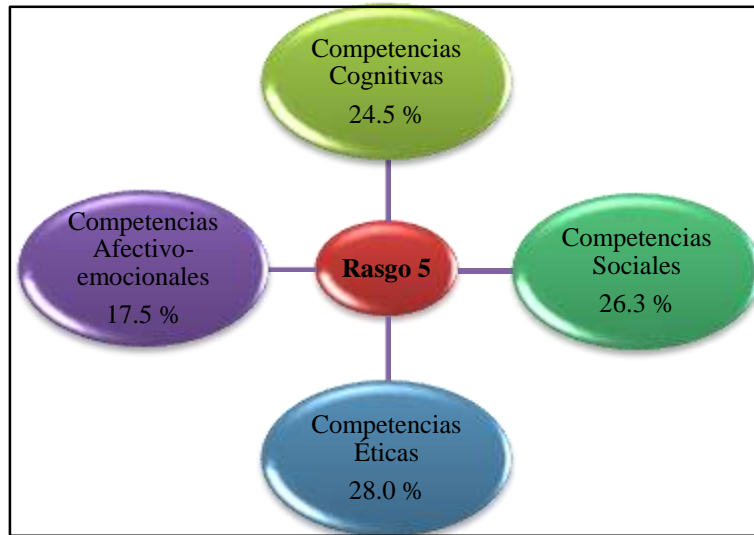 Competencias
Cognitivas
24.5 %
Competencias
Afectivo-
emocionales
17.5 %
Rasgo 5
Competencias
Sociales
26.3 %
Competencias
Éticas
28.0 %